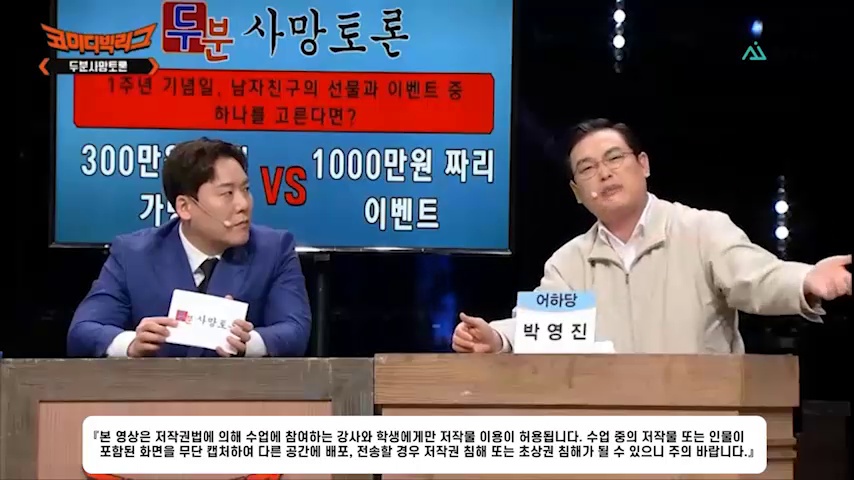 코미디빅리그
두분사망토론
두분 사망토론
1주년 기념일, 남자친구의 선물과 이벤트 중
하나를 고른다면?
300만원
VS
1000만원 짜리
이벤트
두분 사망토론
어하당
박영진
『본 영상은 저작권법에 의해 수업에 참여하는 강사와 학생에게만 저작물 이용이 허용됩니다. 수업 중의 저작물 또는 인물이
포함된 화면을 무단 캡처하여 다른 공간에 배포, 전송할 경우 저작권 침해 또는 초상권 침해가 될 수 있으니 주의 바랍니다.』